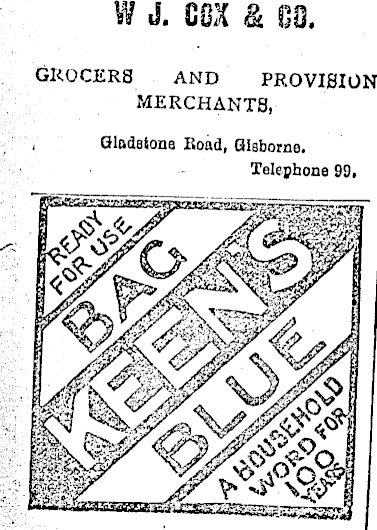 W J. COX & CO.
GROCERS AND PROVISION
MERCHANTS,
Gladstone Road, Gisborne.
Telephone 99.
READY
FOR USE
BAG
KEEN'S
BLUE
A HOUSEHOLD
WORD FOR
100
YEARS